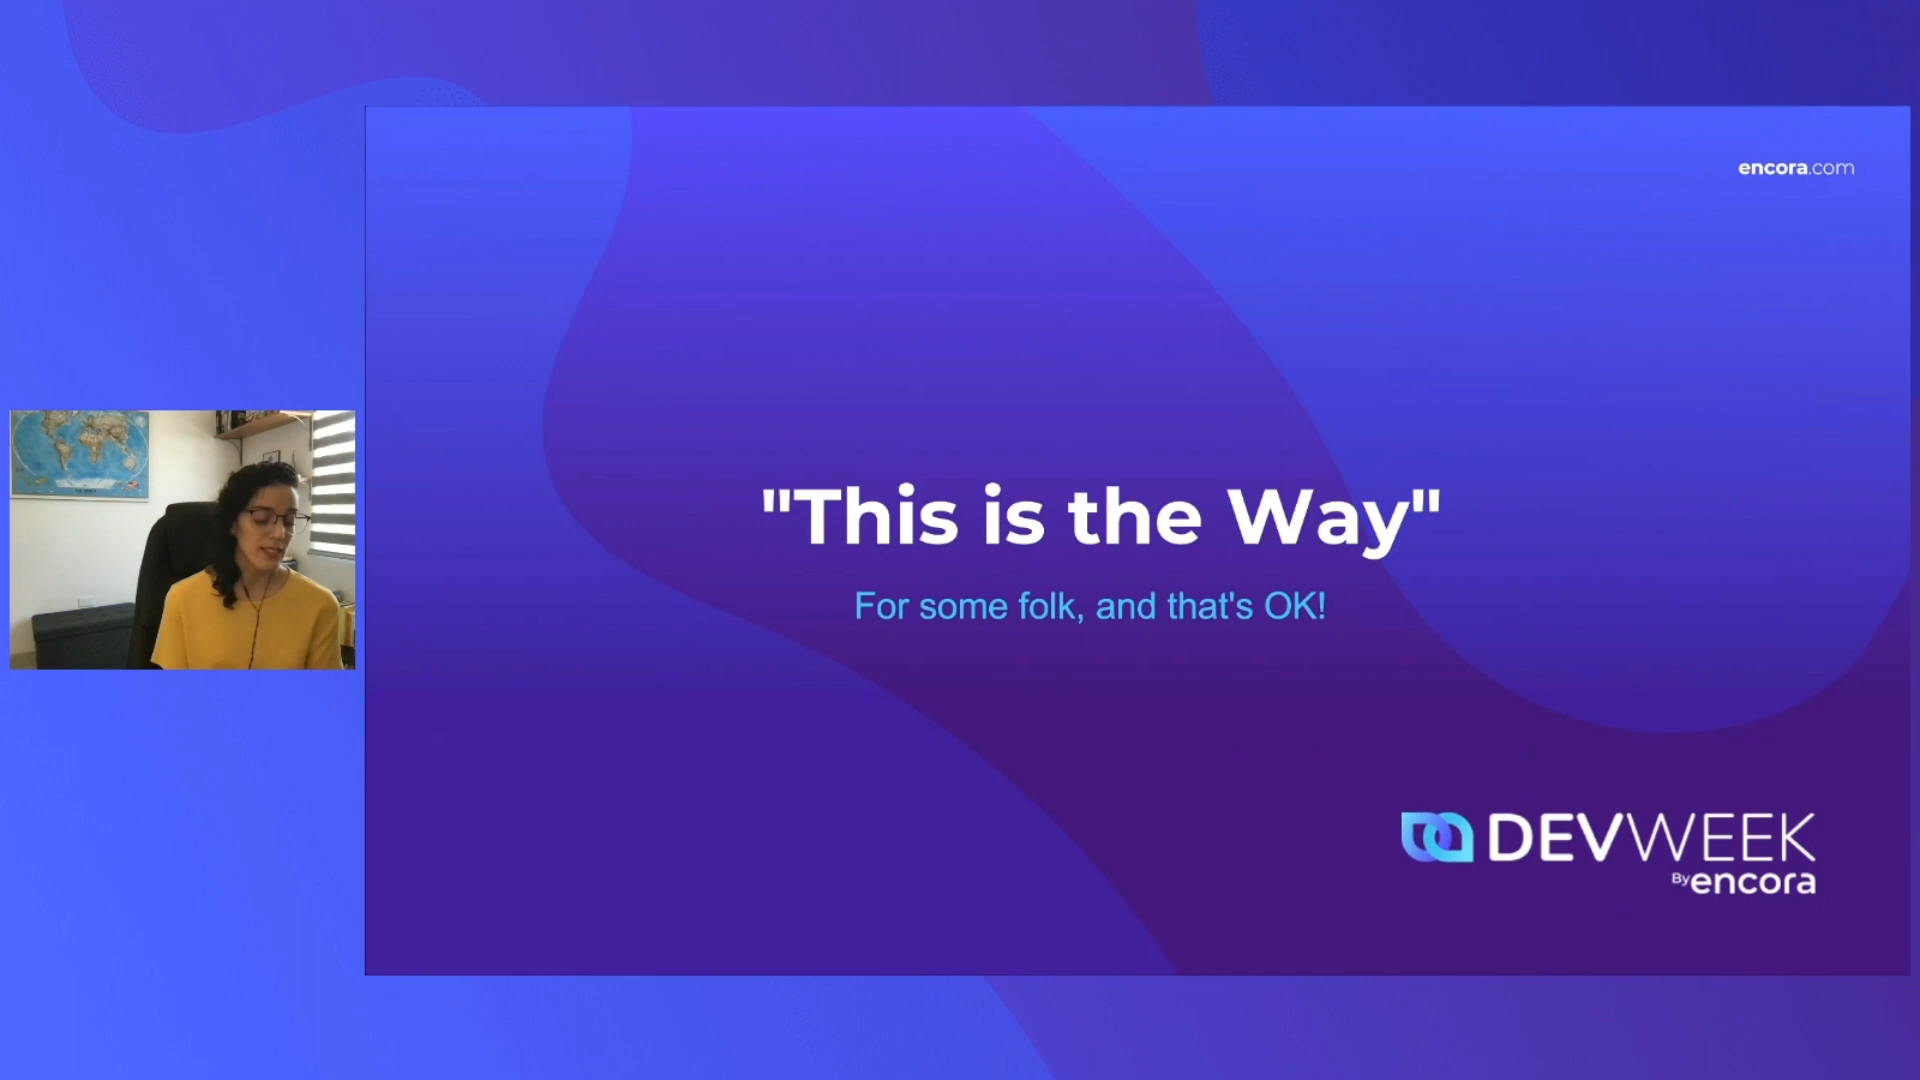 encora.com
"This is the Way"
For some folk, and that's OK!
DEVWEEK
By encora